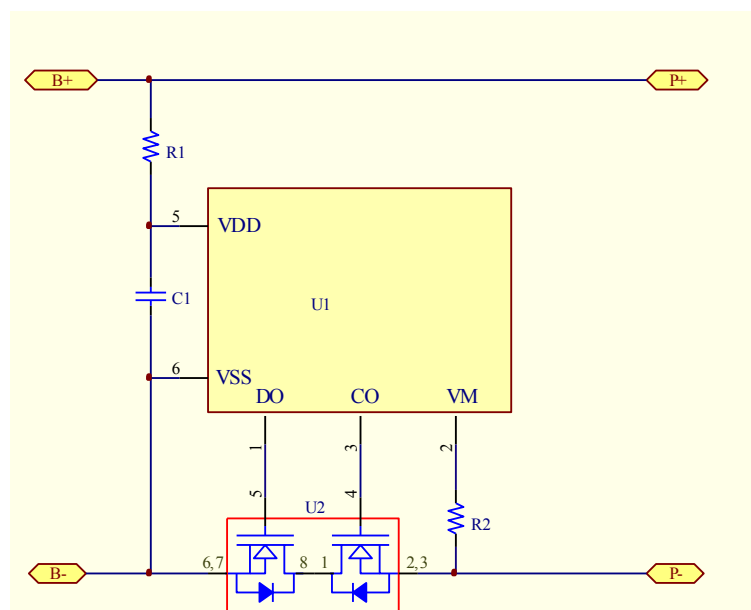 B+ P+
R1
5 VDD
C1
U1
6 VSS
DO CO VM
1 3 2
5 4
U2
R2
B- 6,7 8 1 2,3 P-